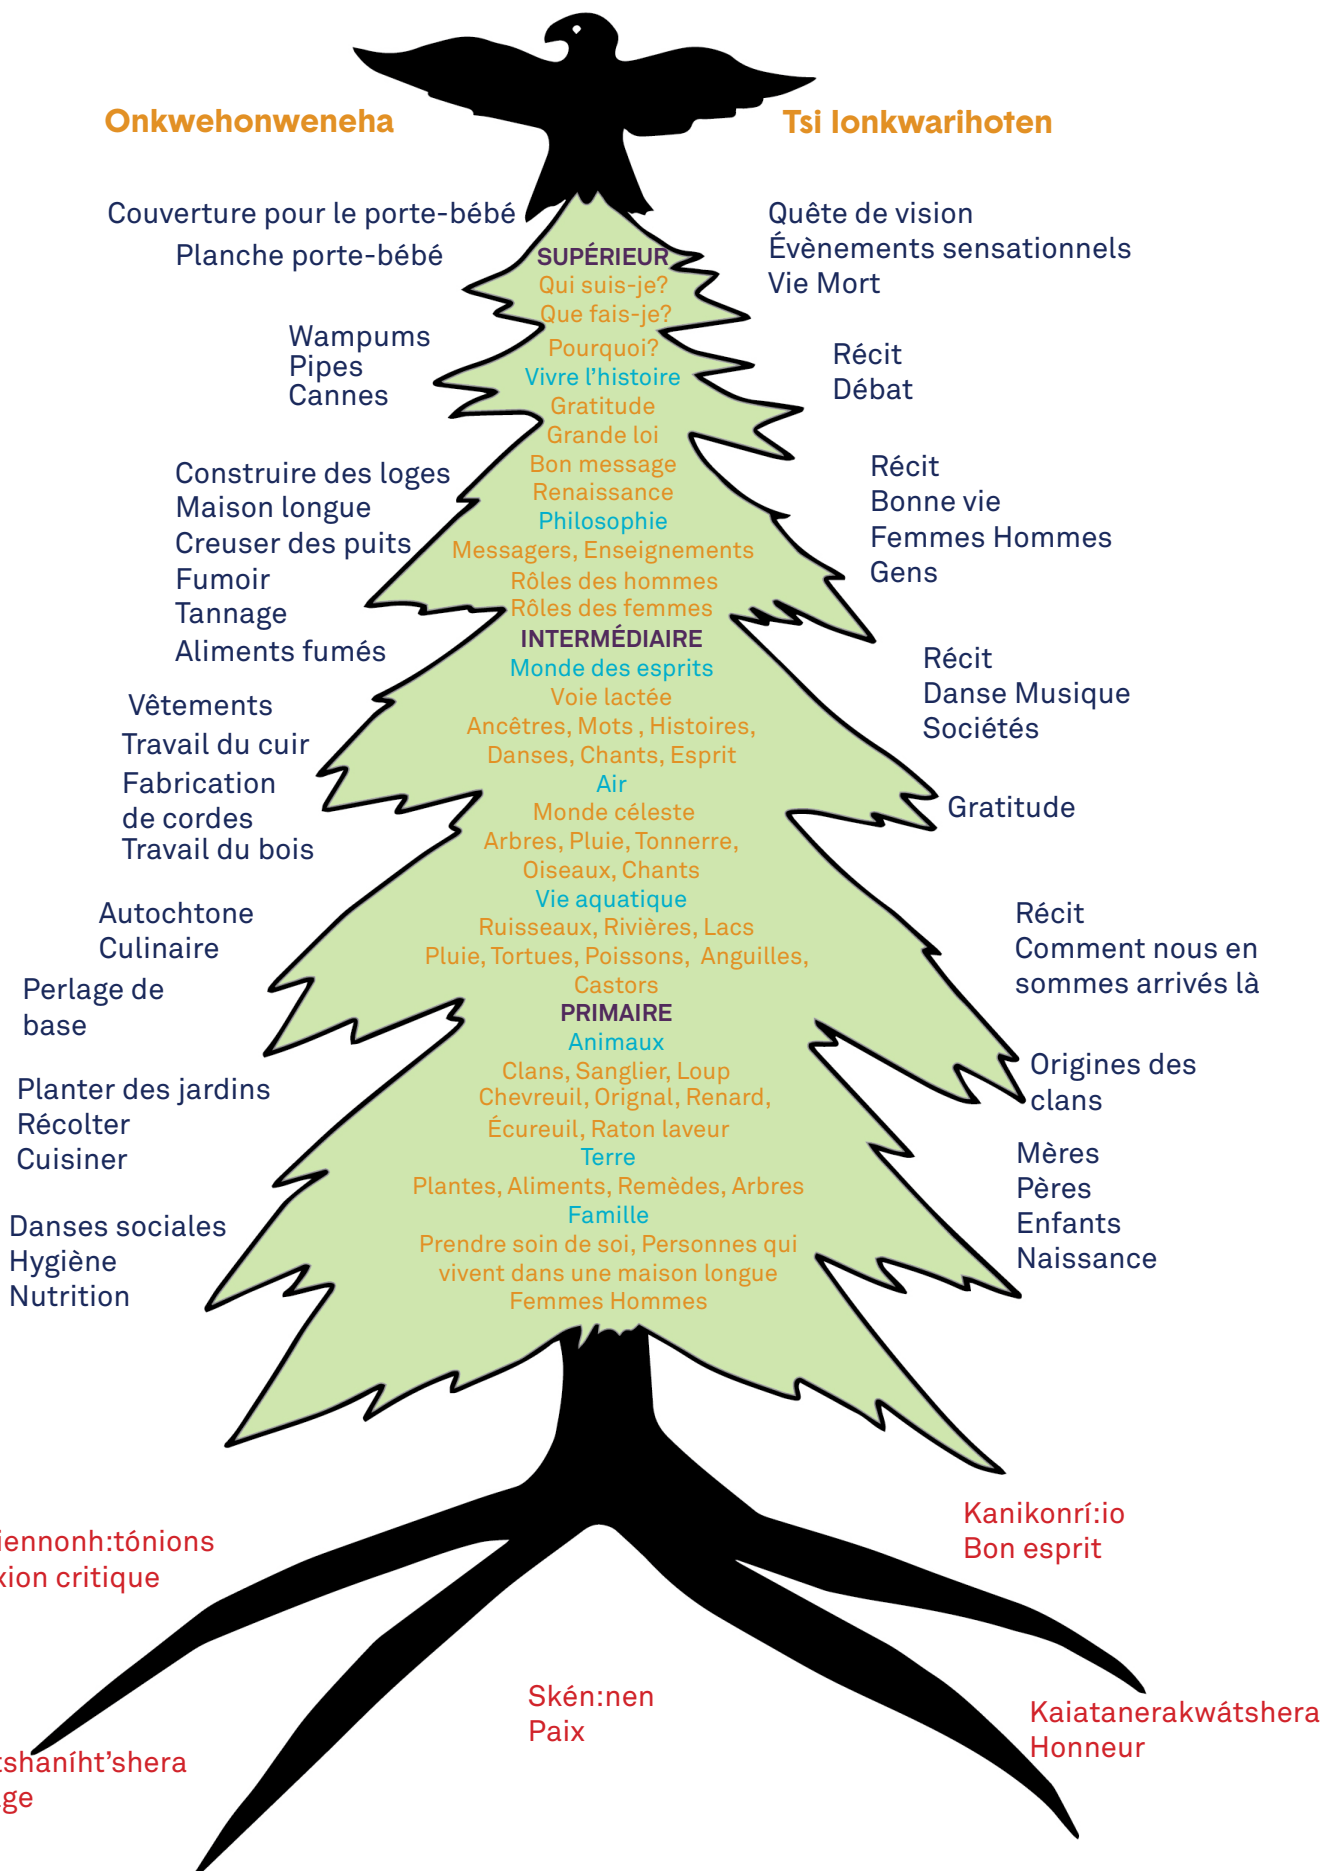 Onkwehonweneha
Tsi Ionkwarihoten
Couverture pour le porte-bébé
Planche porte-bébé
Wampums
Pipes
Cannes
Construire des loges
Maison longue
Creuser des puits
Fumoir
Tannage
Aliments fumés
Vêtements
Travail du cuir
Fabrication
de cordes
Travail du bois
Autochtone
Culinaire
Perlage de
base
Planter des jardins
Récolter
Cuisiner
Danses sociales
Hygiène
Nutrition
SUPÉRIEUR
Qui suis-je?
Que fais-je?
Pourquoi?
Vivre l'histoire
Gratitude
Grande loi
Bon message
Renaissance
Philosophie
Messagers, Enseignements
Rôles des hommes
Rôles des femmes
INTERMÉDIAIRE
Monde des esprits
Voie lactée
Ancêtres, Mots , Histoires,
Danses, Chants, Esprit
Air
Monde céleste
Arbres, Pluie, Tonnerre,
Oiseaux, Chants
Vie aquatique
Ruisseaux, Rivières, Lacs
Pluie, Tortues, Poissons, Anguilles,
Castors
PRIMAIRE
Animaux
Clans, Sanglier, Loup
Chevreuil, Orignal, Renard,
Écureuil, Raton laveur
Terre
Plantes, Aliments, Remèdes, Arbres
Famille
Prendre soin de soi, Personnes qui
vivent dans une maison longue
Femmes Hommes
Quête de vision
Évènements sensationnels
Vie Mort
Récit
Débat
Récit
Bonne vie
Femmes Hommes
Gens
Récit
Danse Musique
Sociétés
Gratitude
Récit
Comment nous en
sommes arrivés là
Origines des
clans
Mères
Pères
Enfants
Naissance
iennonh:tónions
xion critique
tshaníht'shera
ge
Skén:nen
Paix
Kanikonrí:io
Bon esprit
Kaiatanerakwátshera
Honneur